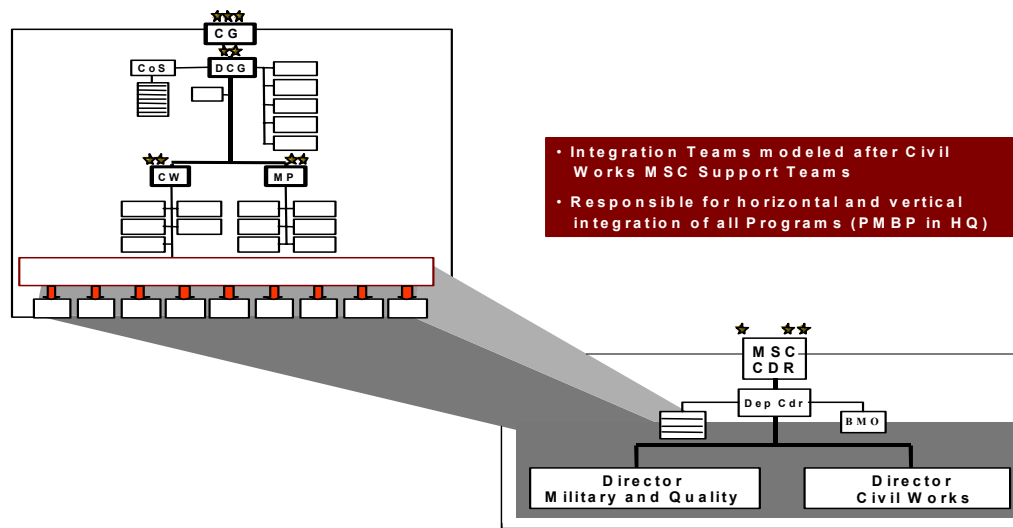 CG
CoS
DCG
CW
MP
• Integration Teams modeled after Civil
Works MSC Support Teams
• Responsible for horizontal and vertical
integration of all Programs (PMBP in HQ)
MSC
CDR
Dep Cdr
BMO
Director
Military and Quality
Director
Civil Works